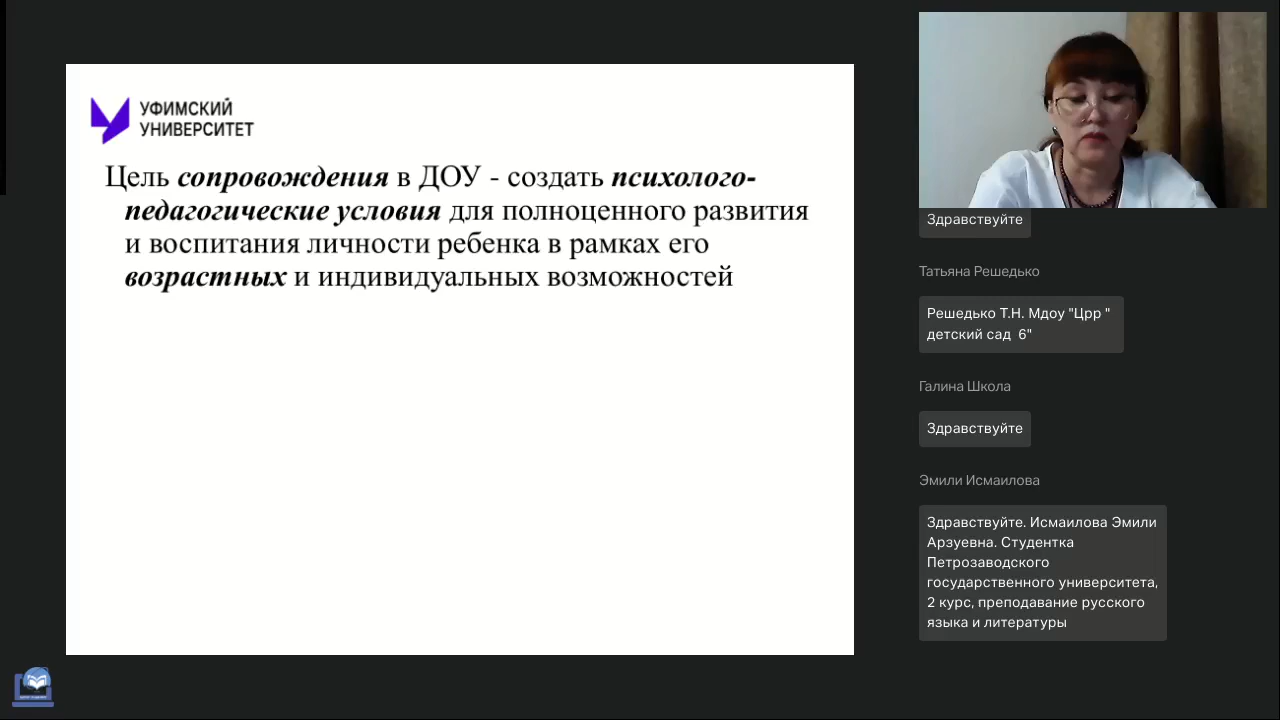 УФИМСКИЙ
УНИВЕРСИТЕТ
Цель сопровождения в ДОУ - создать психолого-
педагогические условия для полноценного развития
и воспитания личности ребенка в рамках его
возрастных и индивидуальных возможностей
Здравствуйте
Татьяна Решедько
Решедько Т.Н. Мдоу "Црр "
детский сад  6"
Галина Школа
Здравствуйте
Эмили Исмаилова
Здравствуйте. Исмаилова Эмили
Арзуевна. Студентка
Петрозаводского
государственного университета,
2 курс, преподавание русского
языка и литературы